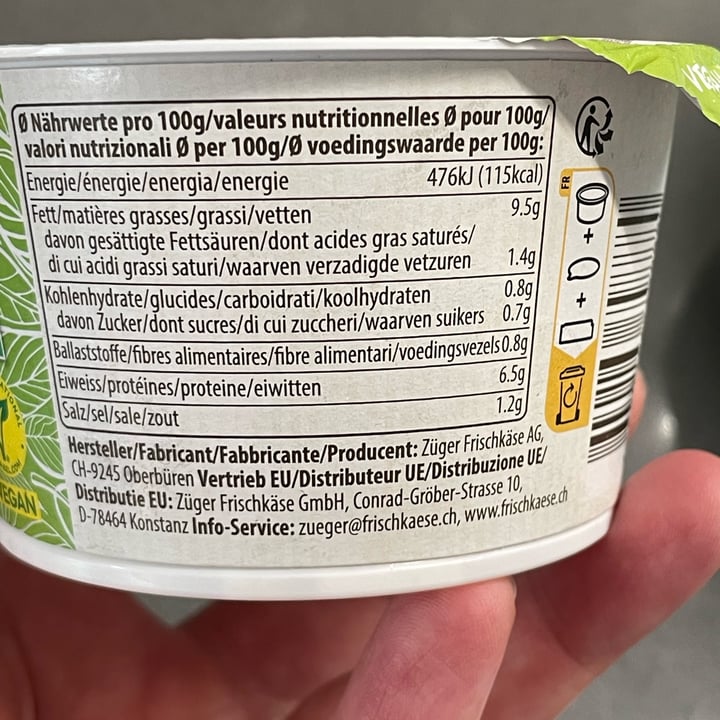 VEGAN
Ø Nährwerte pro 100g/valeurs nutritionnelles Ø pour 100g/
valori nutrizionali Ø per 100g/Ø voedingswaarde per 100g:
Energie/énergie/energia/energie 476kJ (115kcal)
Fett/matières grasses/grassi/vetten 9.5g
davon gesättigte Fettsäuren/dont acides gras saturés/
di cui acidi grassi saturi/waarven verzadigde vetzuren 1.4g
Kohlenhydrate/glucides/carboidrati/koolhydraten 0.8g
davon Zucker/dont sucres/di cui zuccheri/waarven suikers 0.7g
Ballaststoffe/fibres alimentaires/fibre alimentari/voedingsvezels 0.8g
Eiweiss/protéines/proteine/eiwitten 6.5g
Salz/sel/sale/zout 1.2g
Hersteller/Fabricant/Fabbricante/Producent: Züger Frischkäse AG,
CH-9245 Oberbüren Vertrieb EU/Distributeur UE/Distribuzione UE/
Distributie EU: Züger Frischkäse GmbH, Conrad-Gröber-Strasse 10,
D-78464 Konstanz Info-Service: zueger@frischkaese.ch, www.frischkaese.ch
FR
+
+